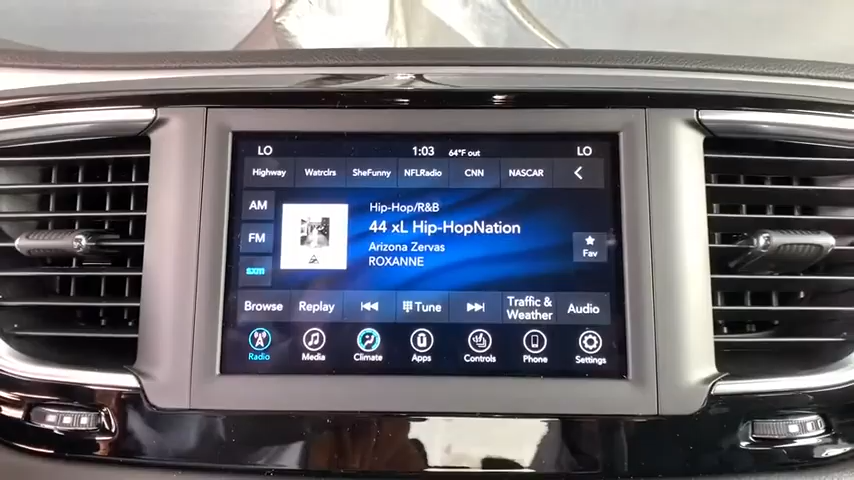 LO 1:03 64°F out LO
Highway Watrclrs SheFunny NFLRadio CNN NASCAR
AM
FM
SXM
Hip-Hop/R&B
44 xL Hip-HopNation
Arizona Zervas
ROXANNE
Fav
Browse Replay Tune Traffic & Weather Audio
Radio Media Climate Apps Controls Phone Settings